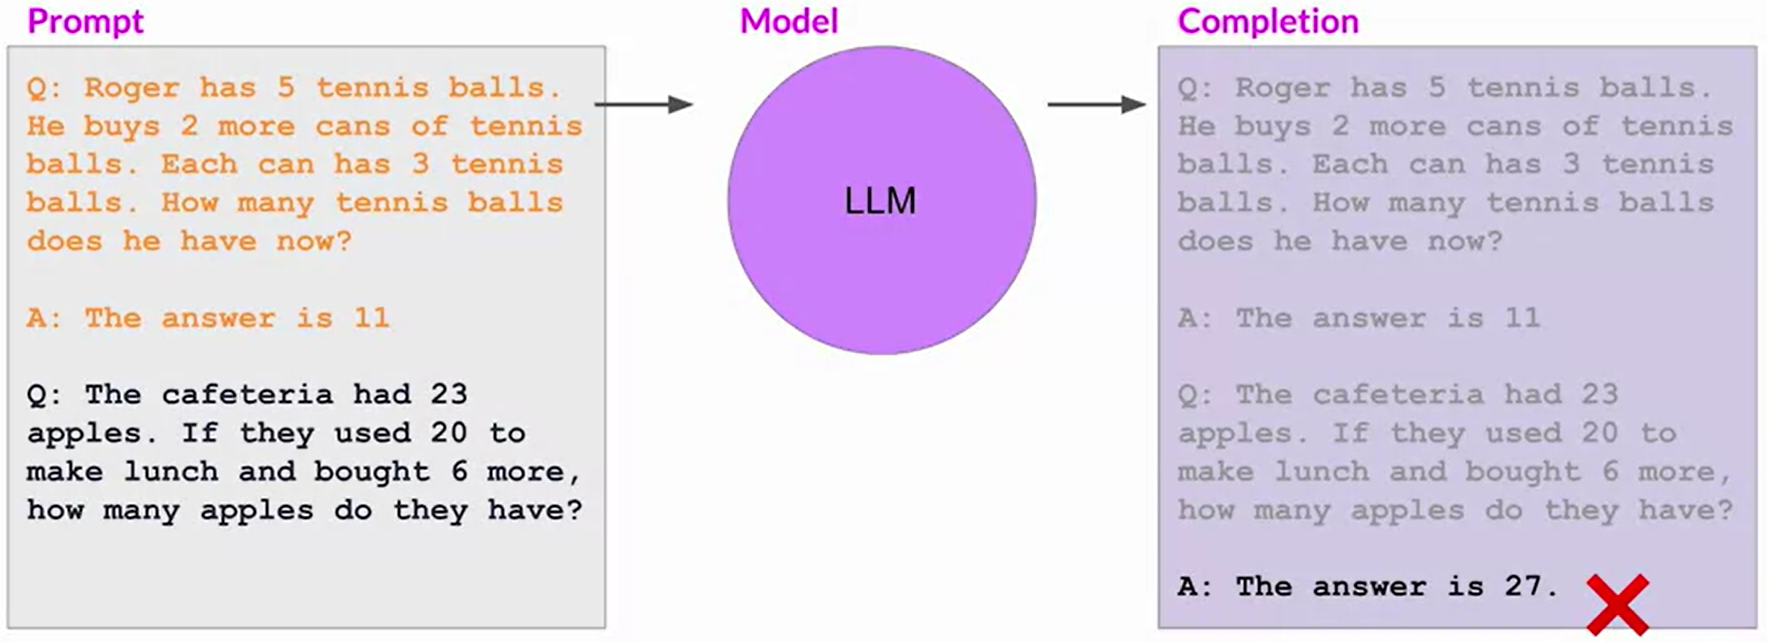 Prompt
Q: Roger has 5 tennis balls.
He buys 2 more cans of tennis
balls. Each can has 3 tennis
balls. How many tennis balls
does he have now?
A: The answer is 11
Q: The cafeteria had 23
apples. If they used 20 to
make lunch and bought 6 more,
how many apples do they have?
Model
LLM
Completion
Q: Roger has 5 tennis balls.
He buys 2 more cans of tennis
balls. Each can has 3 tennis
balls. How many tennis balls
does he have now?
A: The answer is 11
Q: The cafeteria had 23
apples. If they used 20 to
make lunch and bought 6 more,
how many apples do they have?
A: The answer is 27.